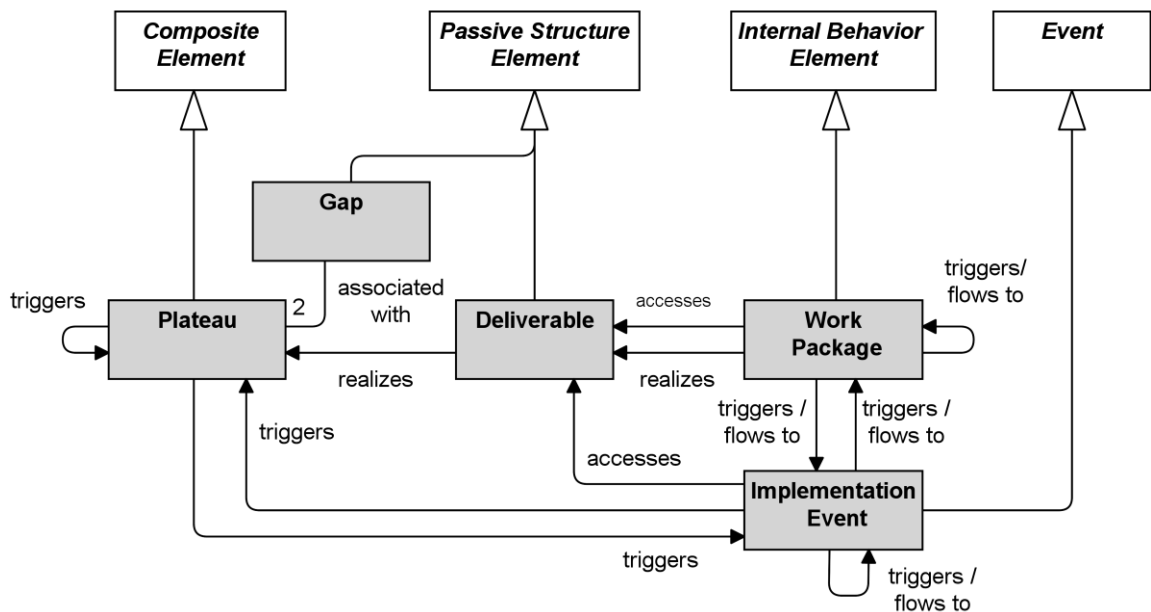 Composite
Element
Passive Structure
Element
Internal Behavior
Element
Event
Gap
triggers
Plateau
2
associated
with
Deliverable
accesses
Work
Package
triggers/
flows to
realizes
realizes
triggers /
flows to
triggers /
flows to
triggers
accesses
Implementation
Event
triggers
triggers /
flows to